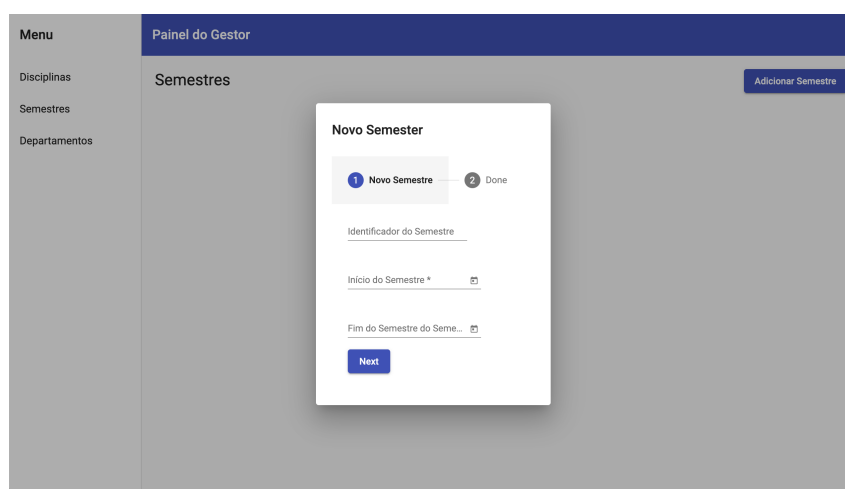 Menu
Painel do Gestor
Disciplinas
Semestres
Departamentos
Semestres
Adicionar Semestre
Novo Semester
1 Novo Semestre
2 Done
Identificador do Semestre
Início do Semestre *
Fim do Semestre do Seme...
Next